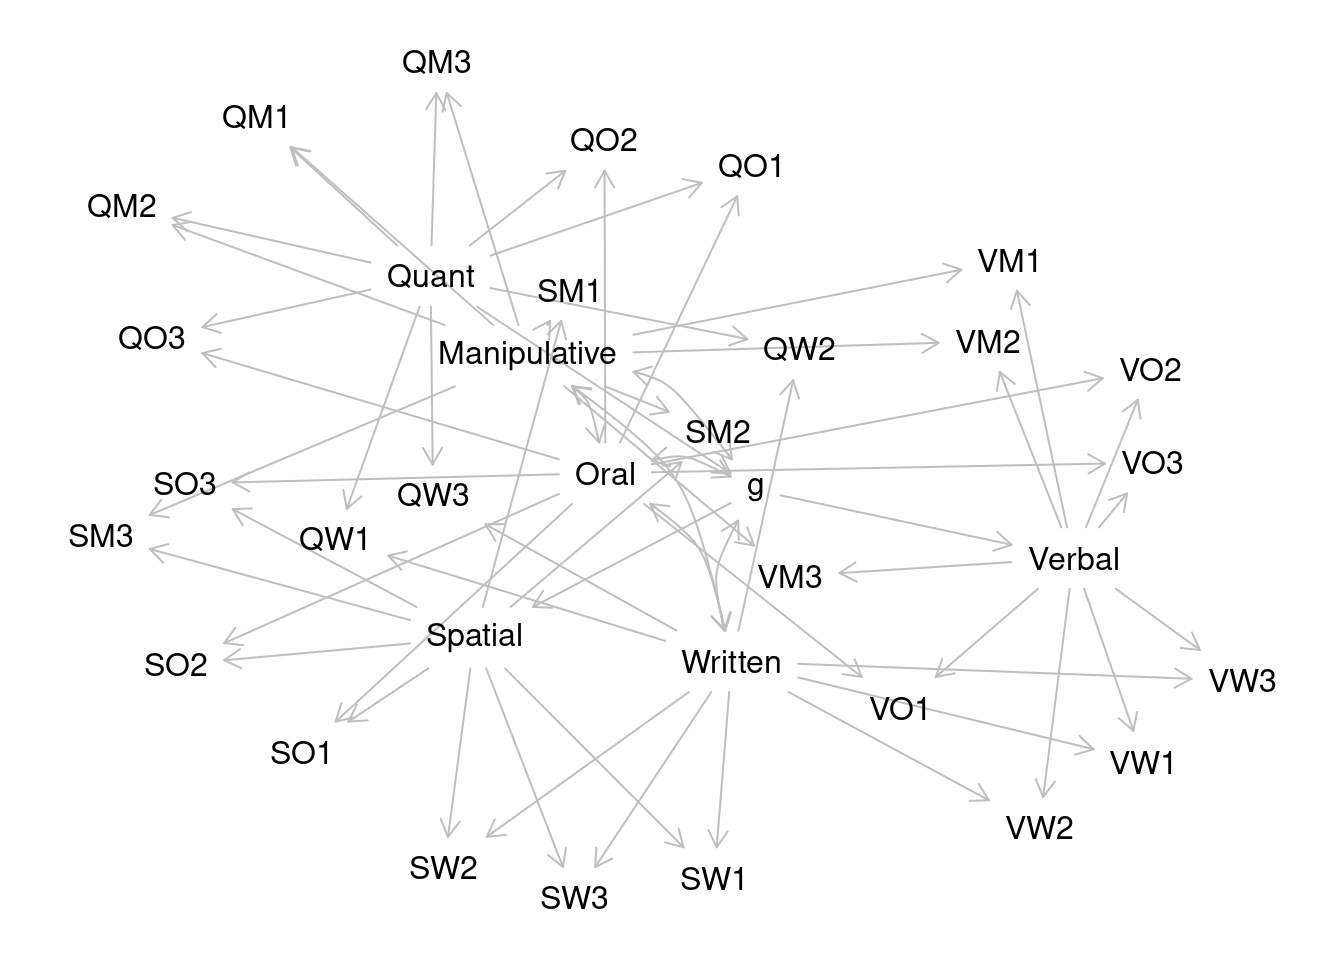 QM3
QM1
QO2
QO1
QM2
VM1
Quant
SM1
QO3
VM2
QW2
Manipulative
VO2
SM2
VO3
Oral
SO3
g
QW3
SM3
QW1
Verbal
VM3
Spatial
Written
SO2
VW3
VO1
SO1
VW1
VW2
SW2
SW1
SW3